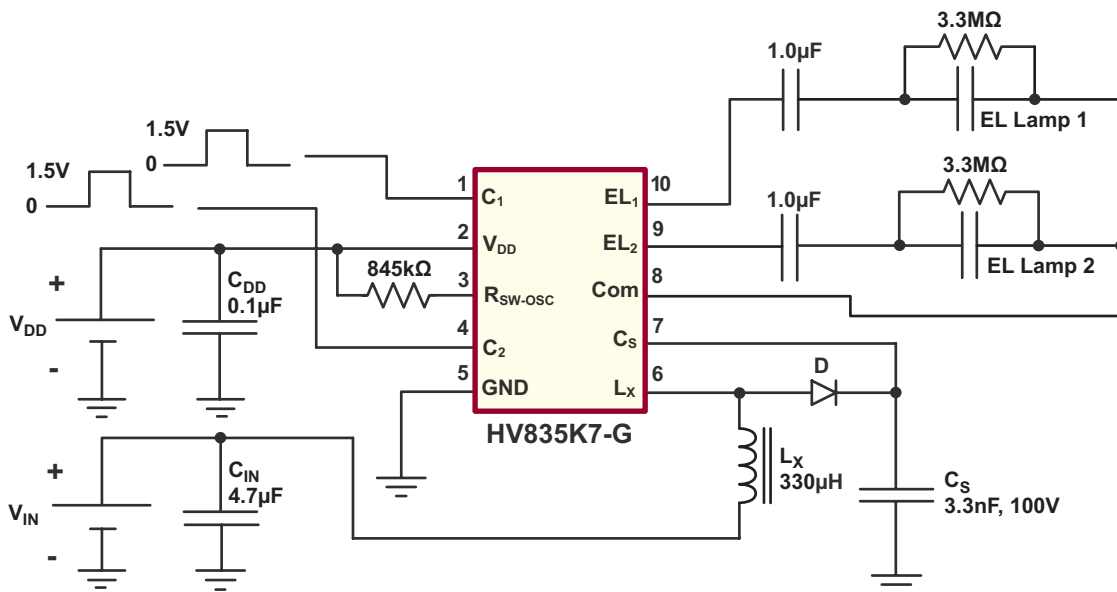 3.3MΩ
1.0µF
EL Lamp 1
1.5V
0
1.5V
0
3.3MΩ
1.0µF
EL Lamp 2
1
C1
2
VDD
3
RSW-OSC
4
C2
5
GND
10
EL1
9
EL2
8
Com
7
CS
6
LX
HV835K7-G
845kΩ
+
VDD
-
CDD
0.1µF
+
VIN
-
CIN
4.7µF
D
LX
330µH
CS
3.3nF, 100V